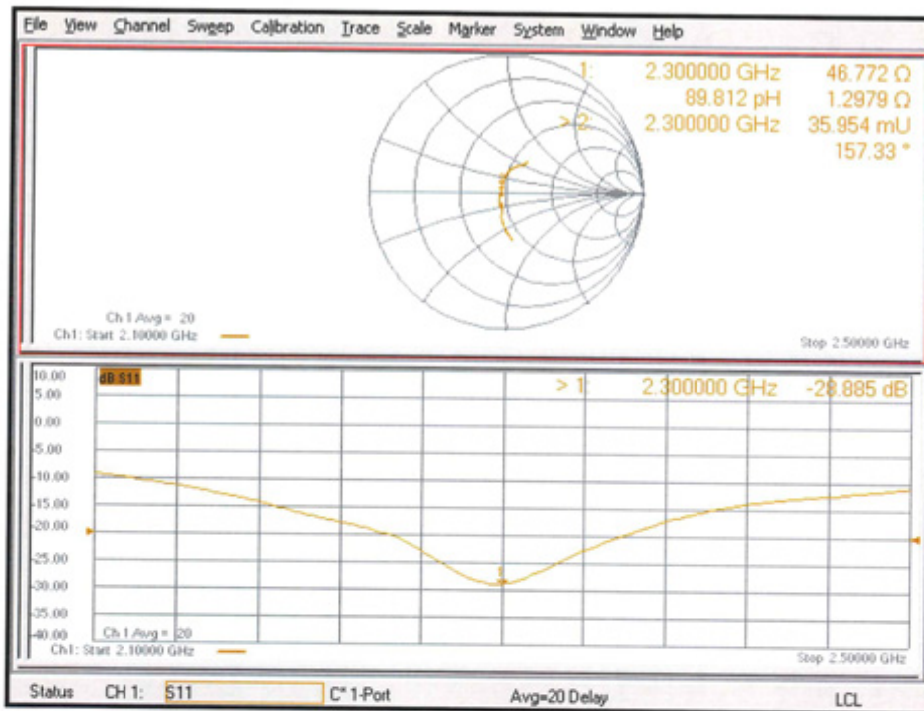 File View Channel Sweep Calibration Trace Scale Marker System Window Help
1: 2.300000 GHz 46.772 Ω
89.812 pH 1.2979 Ω
> 2: 2.300000 GHz 35.954 mU
157.33 °
Ch 1 Avg = 20
Ch1: Start 2.10000 GHz
Stop 2.50000 GHz
10.00
dB S11
> 1: 2.300000 GHz -28.885 dB
5.00
0.00
-5.00
-10.00
-15.00
-20.00
-25.00
1
-30.00
-35.00
-40.00
Ch 1 Avg = 20
Ch1: Start 2.10000 GHz
Stop 2.50000 GHz
Status CH 1: S11 C* 1-Port Avg=20 Delay LCL